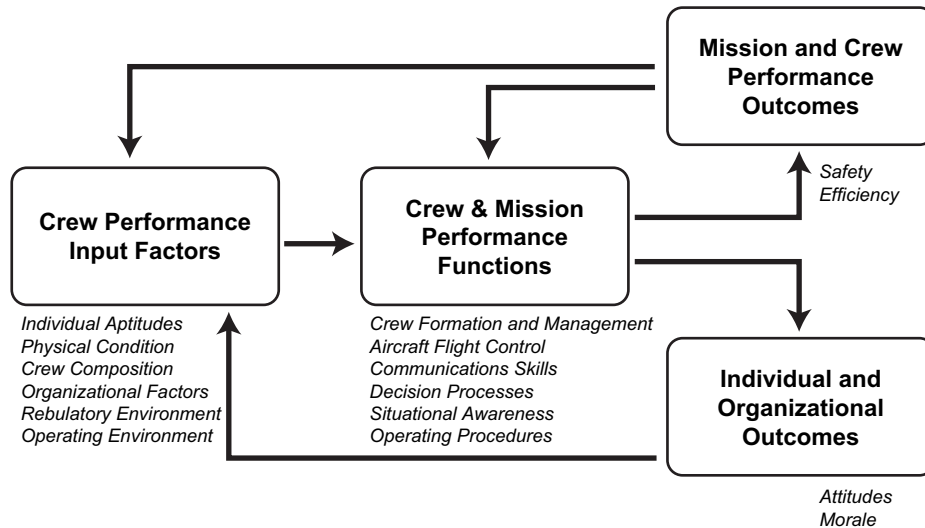 Mission and Crew
Performance
Outcomes
Safety
Efficiency
Crew Performance
Input Factors
Individual Aptitudes
Physical Condition
Crew Composition
Organizational Factors
Rebulatory Environment
Operating Environment
Crew & Mission
Performance
Functions
Crew Formation and Management
Aircraft Flight Control
Communications Skills
Decision Processes
Situational Awareness
Operating Procedures
Individual and
Organizational
Outcomes
Attitudes
Morale